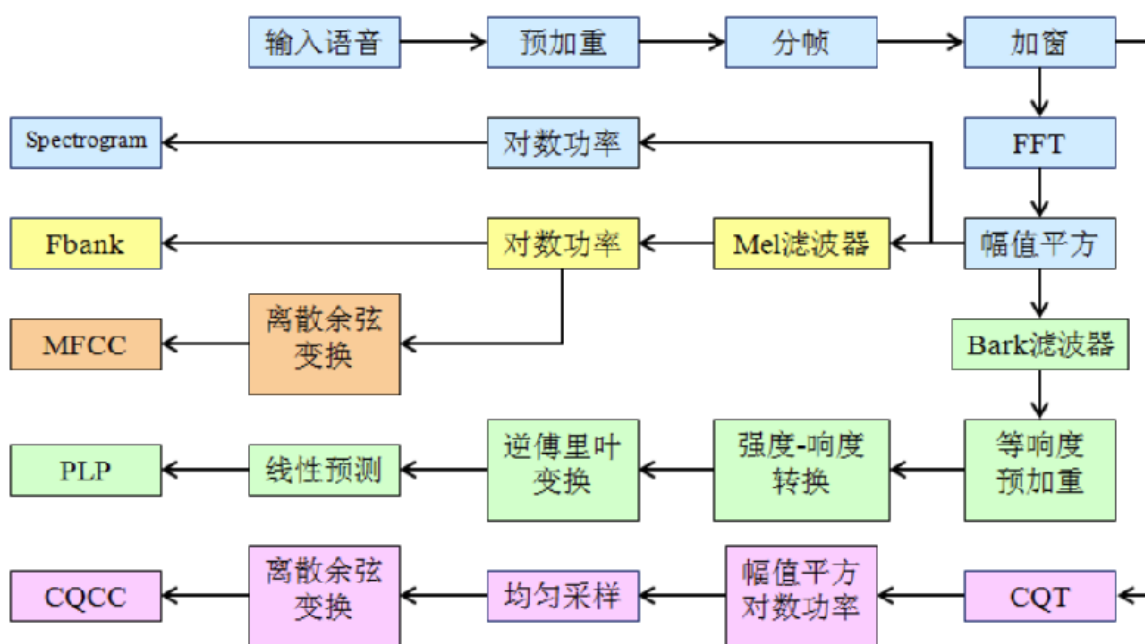 输入语音
预加重
分帧
加窗
Spectrogram
对数功率
FFT
Fbank
对数功率
Mel滤波器
幅值平方
MFCC
离散余弦
变换
Bark滤波器
PLP
线性预测
逆傅里叶
变换
强度-响度
转换
等响度
预加重
CQCC
离散余弦
变换
均匀采样
幅值平方
对数功率
CQT